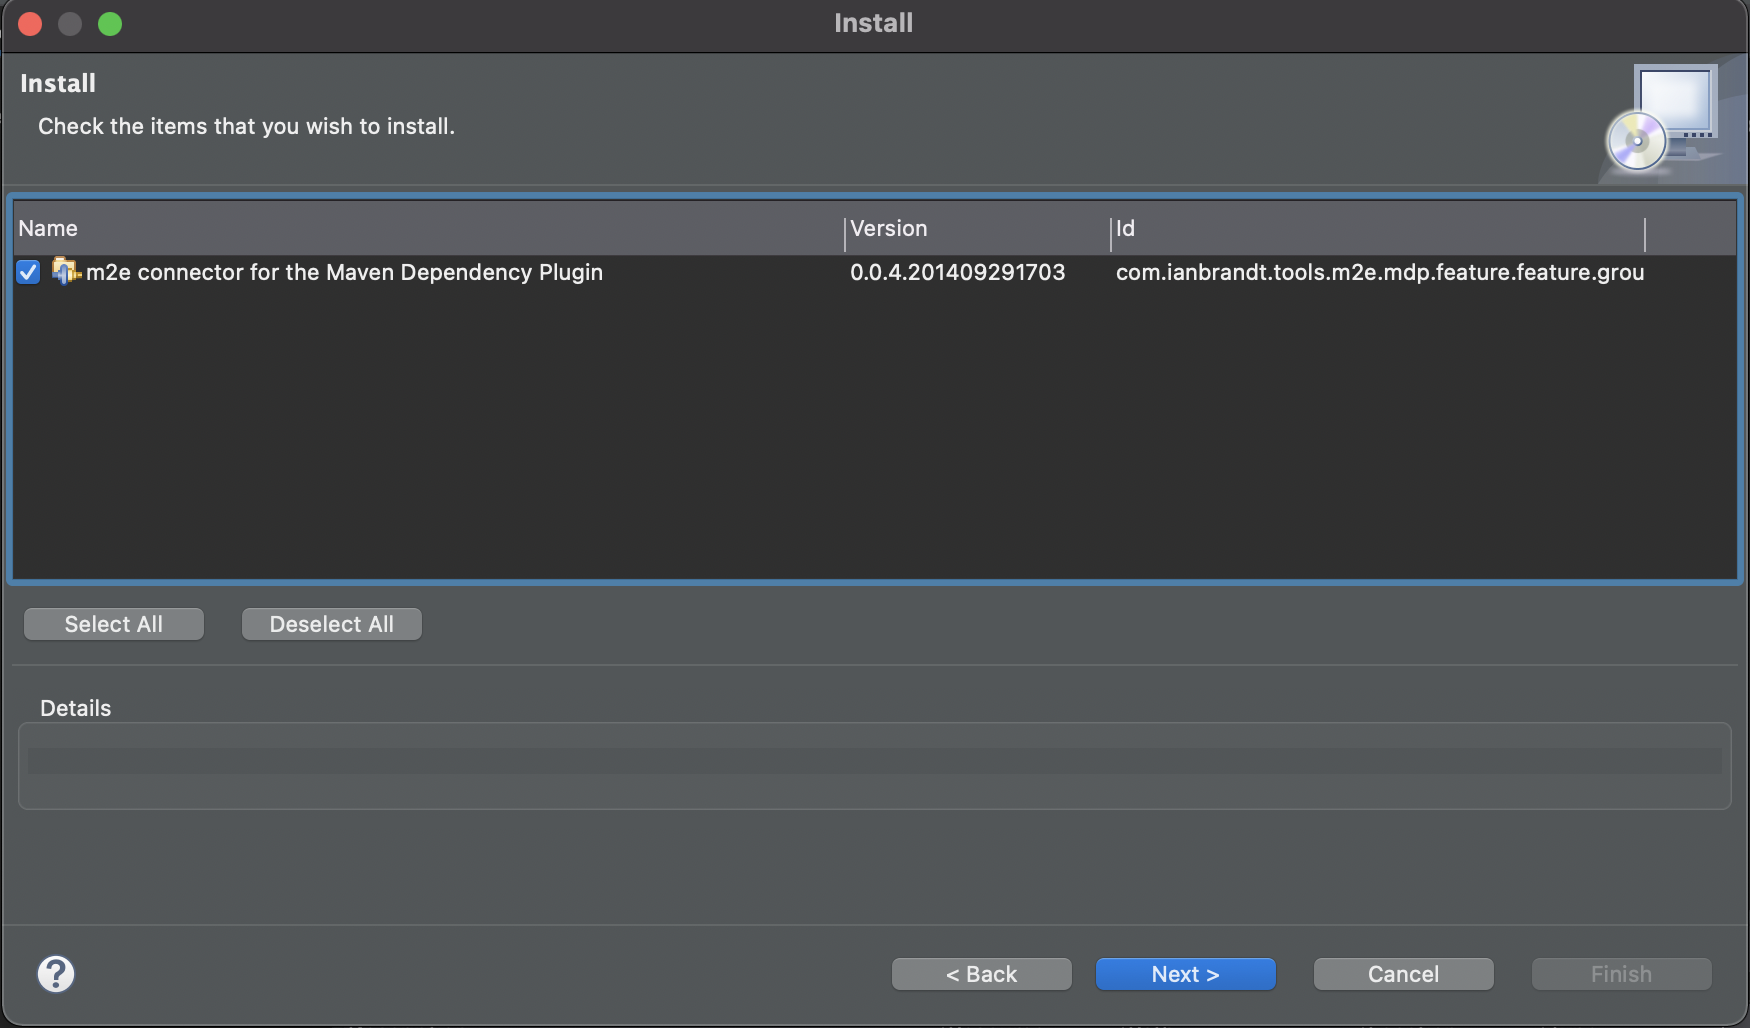 Install
Install
Check the items that you wish to install.
Name Version Id
m2e connector for the Maven Dependency Plugin 0.0.4.201409291703 com.ianbrandt.tools.m2e.mdp.feature.feature.grou
Select All Deselect All
Details
? < Back Next > Cancel Finish